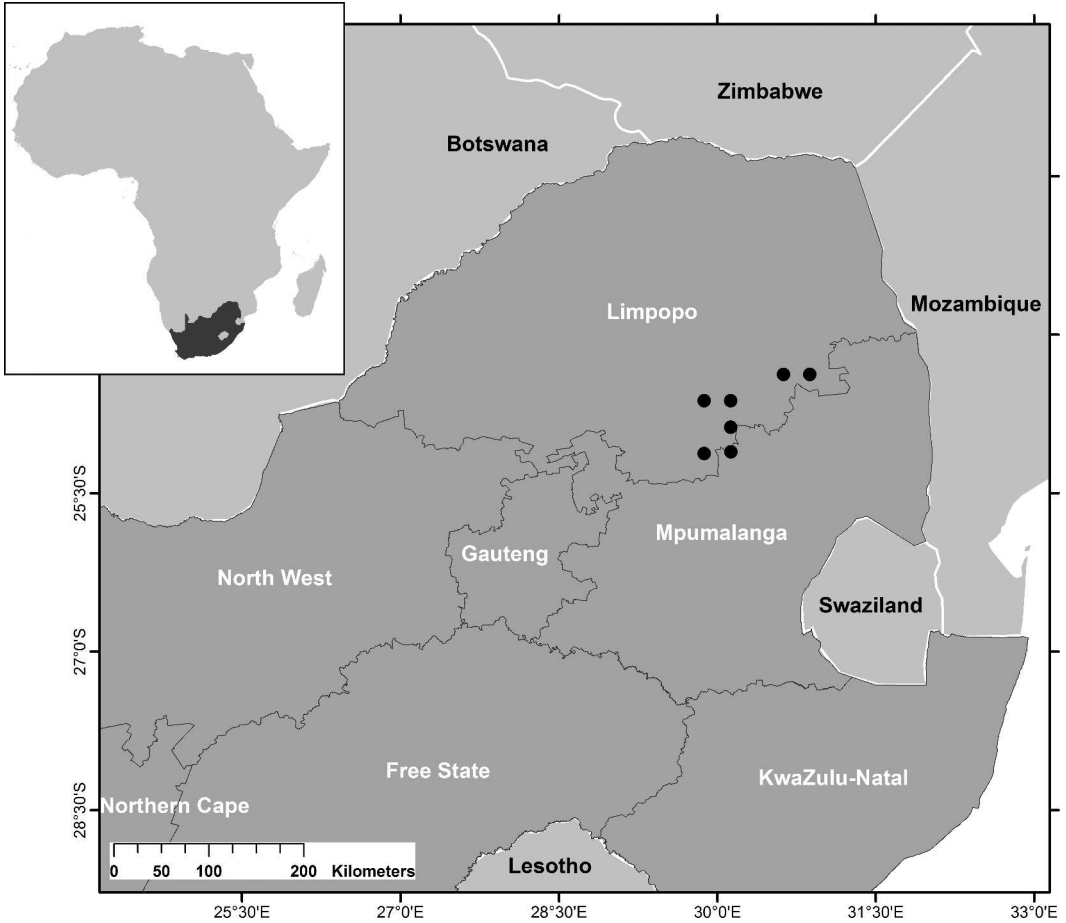 Zimbabwe
Botswana
Mozambique
Limpopo
25°30'S
Mpumalanga
Gauteng
North West
Swaziland
27°0'S
Free State
KwaZulu-Natal
Northern Cape
28°30'S
Lesotho
0 50 100 200 Kilometers
25°30'E 27°0'E 28°30'E 30°0'E 31°30'E 33°0'E